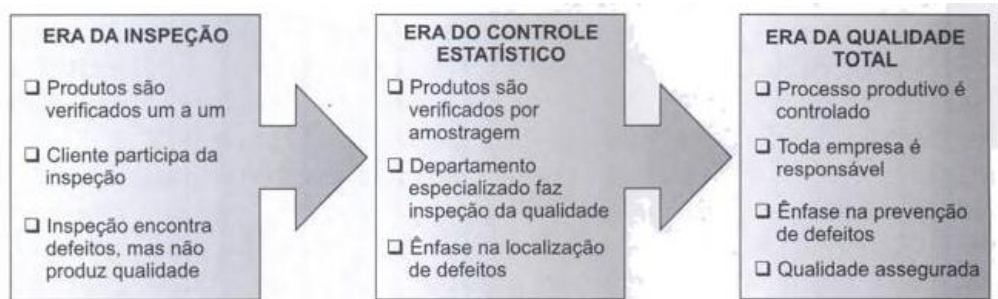 ERA DA INSPEÇÃO
❑ Produtos são
verificados um a um
❑ Cliente participa da
inspeção
❑ Inspeção encontra
defeitos, mas não
produz qualidade
ERA DO CONTROLE
ESTATÍSTICO
❑ Produtos são
verificados por
amostragem
❑ Departamento
especializado faz
inspeção da qualidade
❑ Ênfase na localização
de defeitos
ERA DA QUALIDADE
TOTAL
❑ Processo produtivo é
controlado
❑ Toda empresa é
responsável
❑ Ênfase na prevenção
de defeitos
❑ Qualidade assegurada